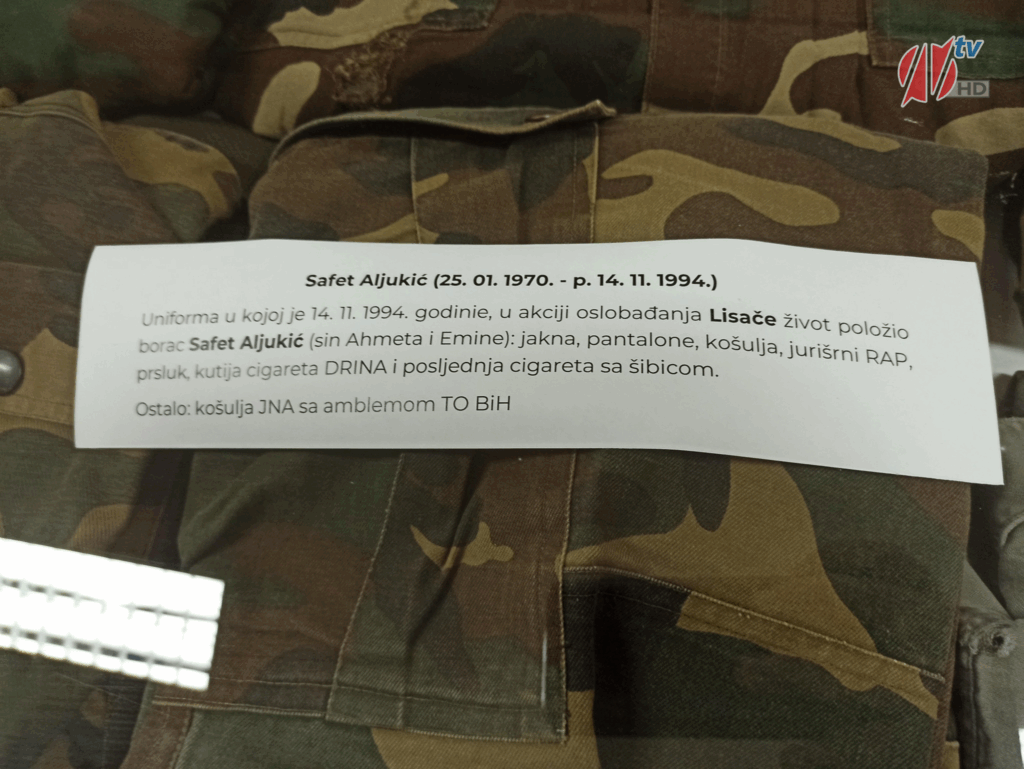 tv
HD
Safet Aljukić (25. 01. 1970. - p. 14. 11. 1994.)
Uniforma u kojoj je 14. 11. 1994. godinie, u akciji oslobađanja Lisače život položio
borac Safet Aljukić (sin Ahmeta i Emine): jakna, pantalone, košulja, jurišrni RAP,
prsluk, kutija cigareta DRINA i posljednja cigareta sa šibicom.
Ostalo: košulja JNA sa amblemom TO BiH